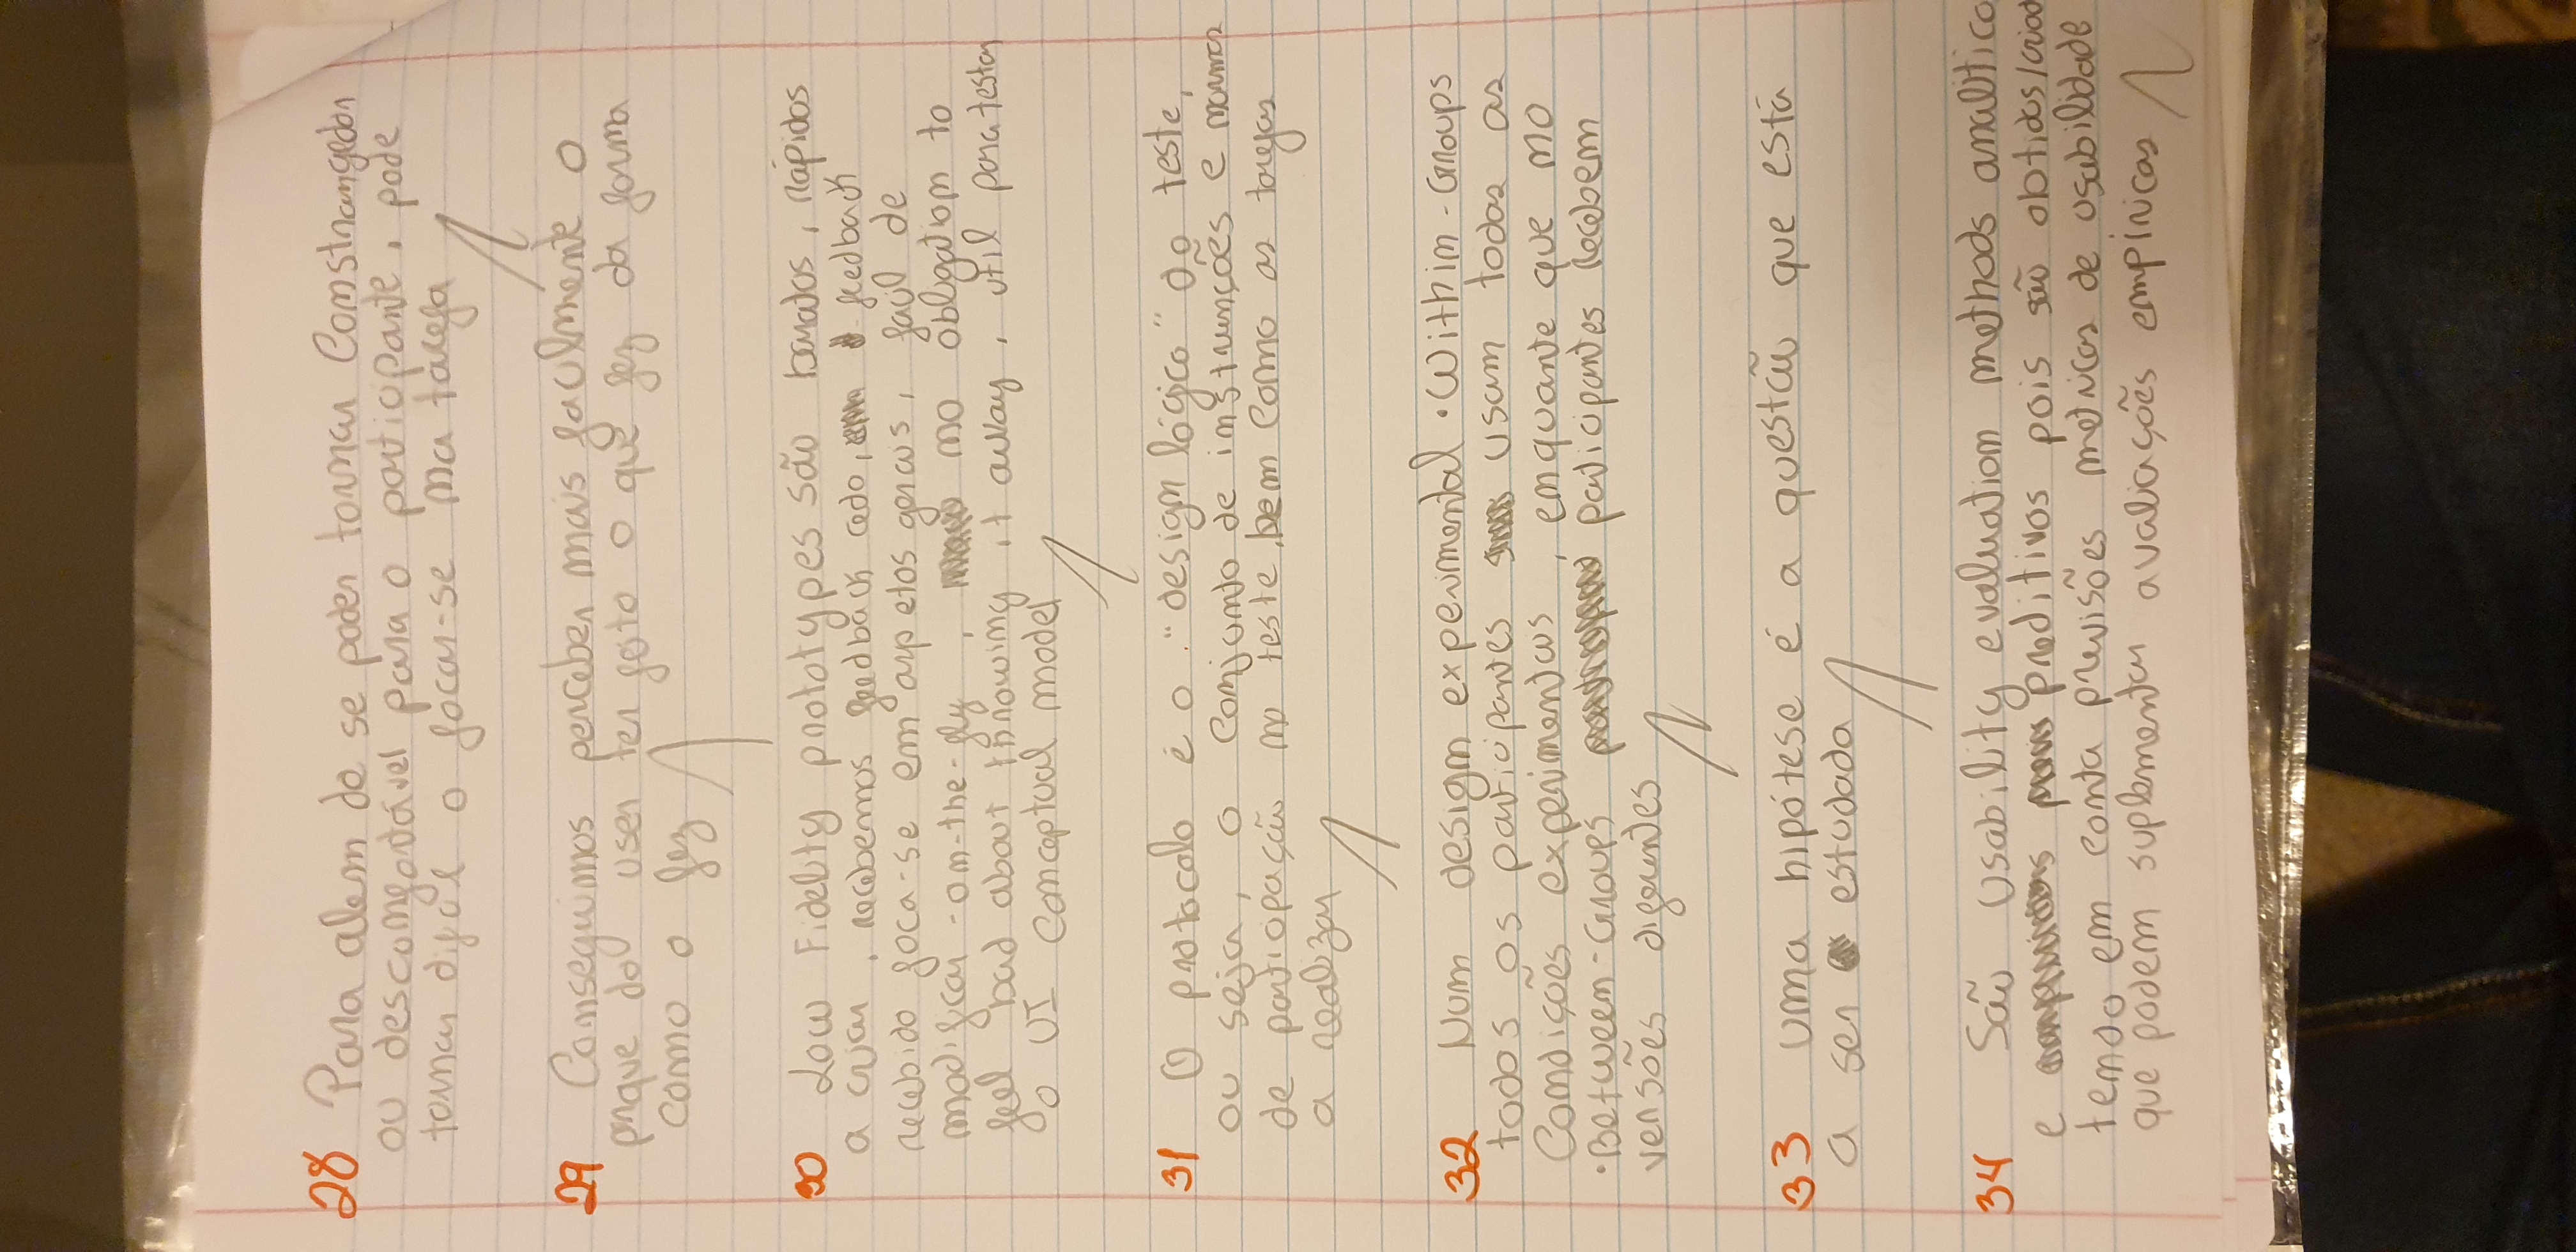 28 Para alem de se poder tornar constrangedor
ou descomfortável para o participante, pode
tornar difícil o focar-se na tarefa
29 Conseguimos perceber mais facilmente o
porque do user ter feito o que fez da forma
como o fez
30 Low Fidelity prototypes são baratos, rápidos
a criar, recebemos feedback cedo, feedback
recebido foca-se em aspetos gerais, facil de
modificar -on-the-fly, no obligation to
feel bad about throwing it away, util para testar
o UI conceptual model
31 O protocolo é o "design lógico" do teste,
ou seja, o conjunto de instrunções e normas
de participação no teste, bem como as tarefas
a realizar
32 Num design experimental •Within-Groups
todos os participantes usam todas as
condições experimentais, enquante que no
•Between-Groups participantes recebem
versões diferentes
33 Uma hipótese é a questão que está
a ser estudada
34 São Usability evaluation methods analitico
e preditivos pois são obtidos/criad
tendo em conta previsões metricas de usabilidade
que podem suplementar avaliações empíricas